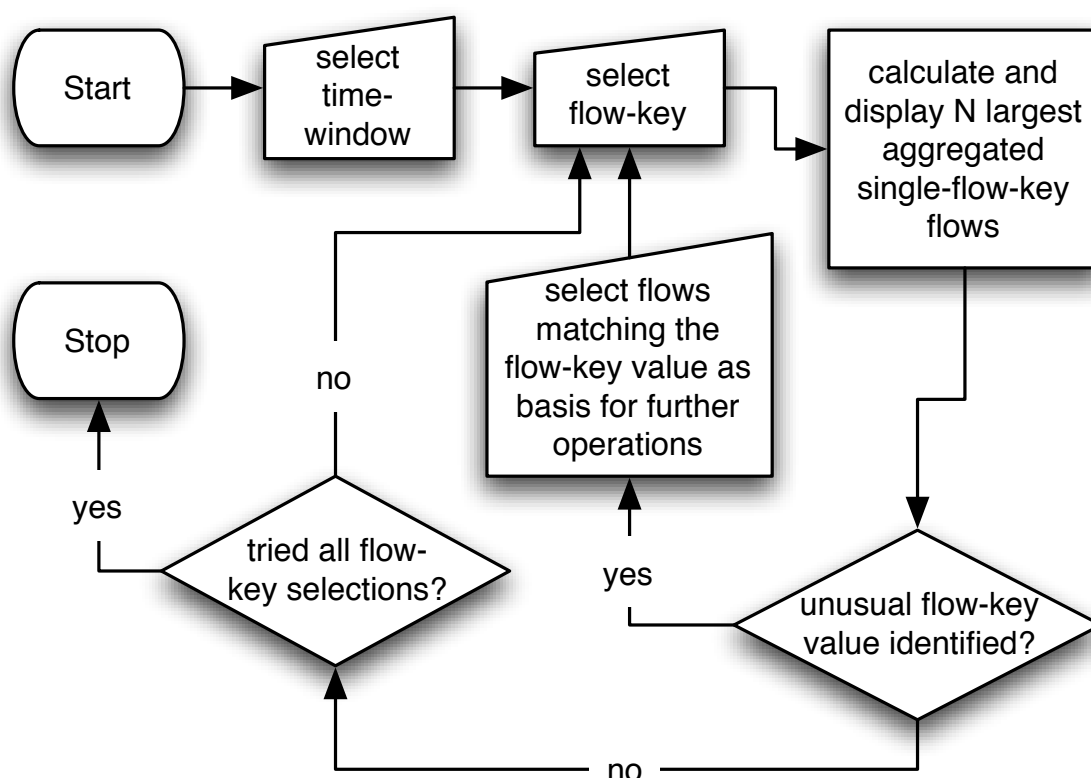 Start
select
time-
window
select
flow-key
calculate and
display N largest
aggregated
single-flow-key
flows
Stop
no
select flows
matching the
flow-key value as
basis for further
operations
yes
tried all flow-
key selections?
yes
unusual flow-key
value identified?
no